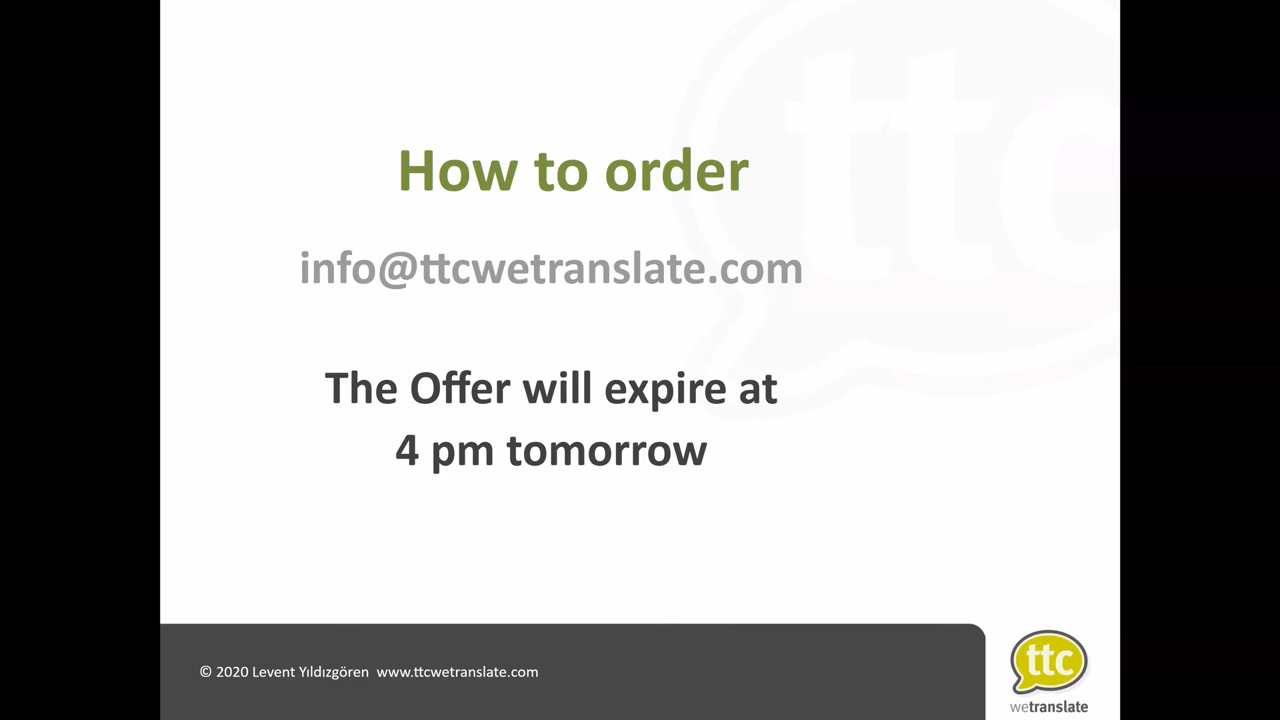 How to order
info@ttcwetranslate.com
The Offer will expire at
4 pm tomorrow
© 2020 Levent Yıldızgören www.ttcwetranslate.com
ttc
wetranslate
ttc